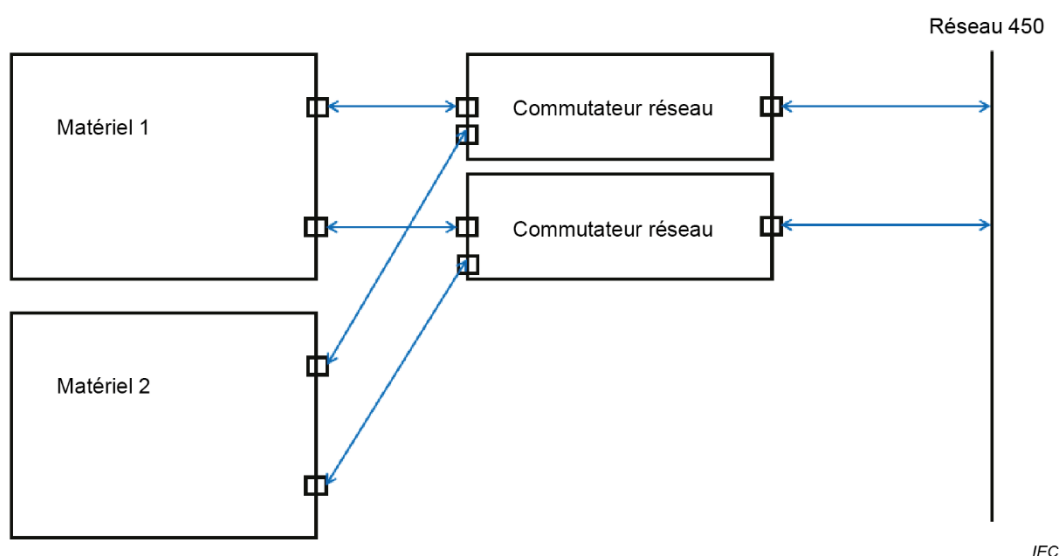 Réseau 450
Matériel 1
Commutateur réseau
Commutateur réseau
Matériel 2
IEC